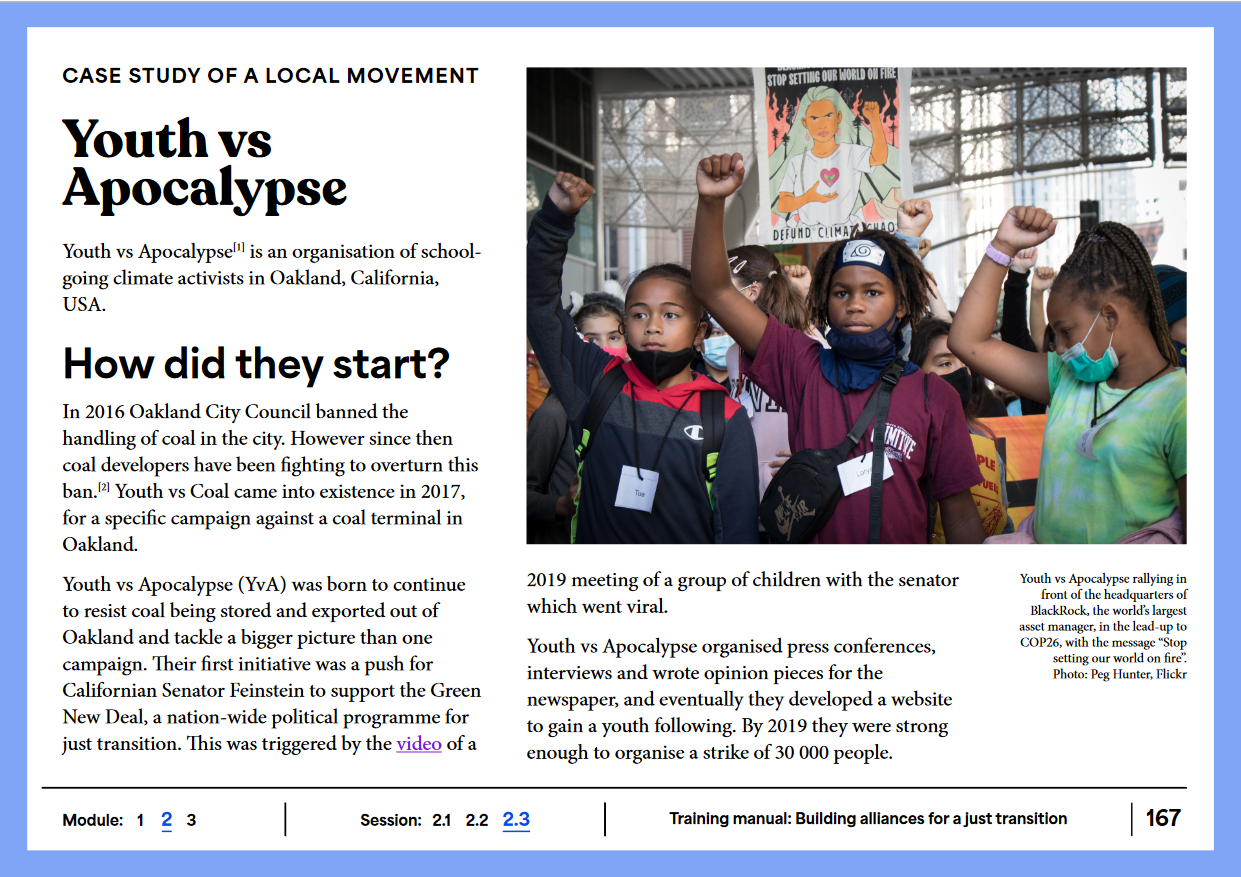 CASE STUDY OF A LOCAL MOVEMENT
Youth vs
Apocalypse
Youth vs Apocalypse[1] is an organisation of school-
going climate activists in Oakland, California,
USA.
How did they start?
In 2016 Oakland City Council banned the
handling of coal in the city. However since then
coal developers have been fighting to overturn this
ban.[2] Youth vs Coal came into existence in 2017,
for a specific campaign against a coal terminal in
Oakland.
Youth vs Apocalypse (YvA) was born to continue
to resist coal being stored and exported out of
Oakland and tackle a bigger picture than one
campaign. Their first initiative was a push for
Californian Senator Feinstein to support the Green
New Deal, a nation-wide political programme for
just transition. This was triggered by the video of a
STOP SETTING OUR WORLD ON FIRE
DEFUND CLIMATE CHAO
Tue
2019 meeting of a group of children with the senator
which went viral.
Youth vs Apocalypse organised press conferences,
interviews and wrote opinion pieces for the
newspaper, and eventually they developed a website
to gain a youth following. By 2019 they were strong
enough to organise a strike of 30 000 people.
Youth vs Apocalypse rallying in
front of the headquarters of
BlackRock, the world's largest
asset manager, in the lead-up to
COP26, with the message “Stop
setting our world on fire”.
Photo: Peg Hunter, Flickr
Module: 1 2 3
Session: 2.1 2.2 2.3
Training manual: Building alliances for a just transition
167